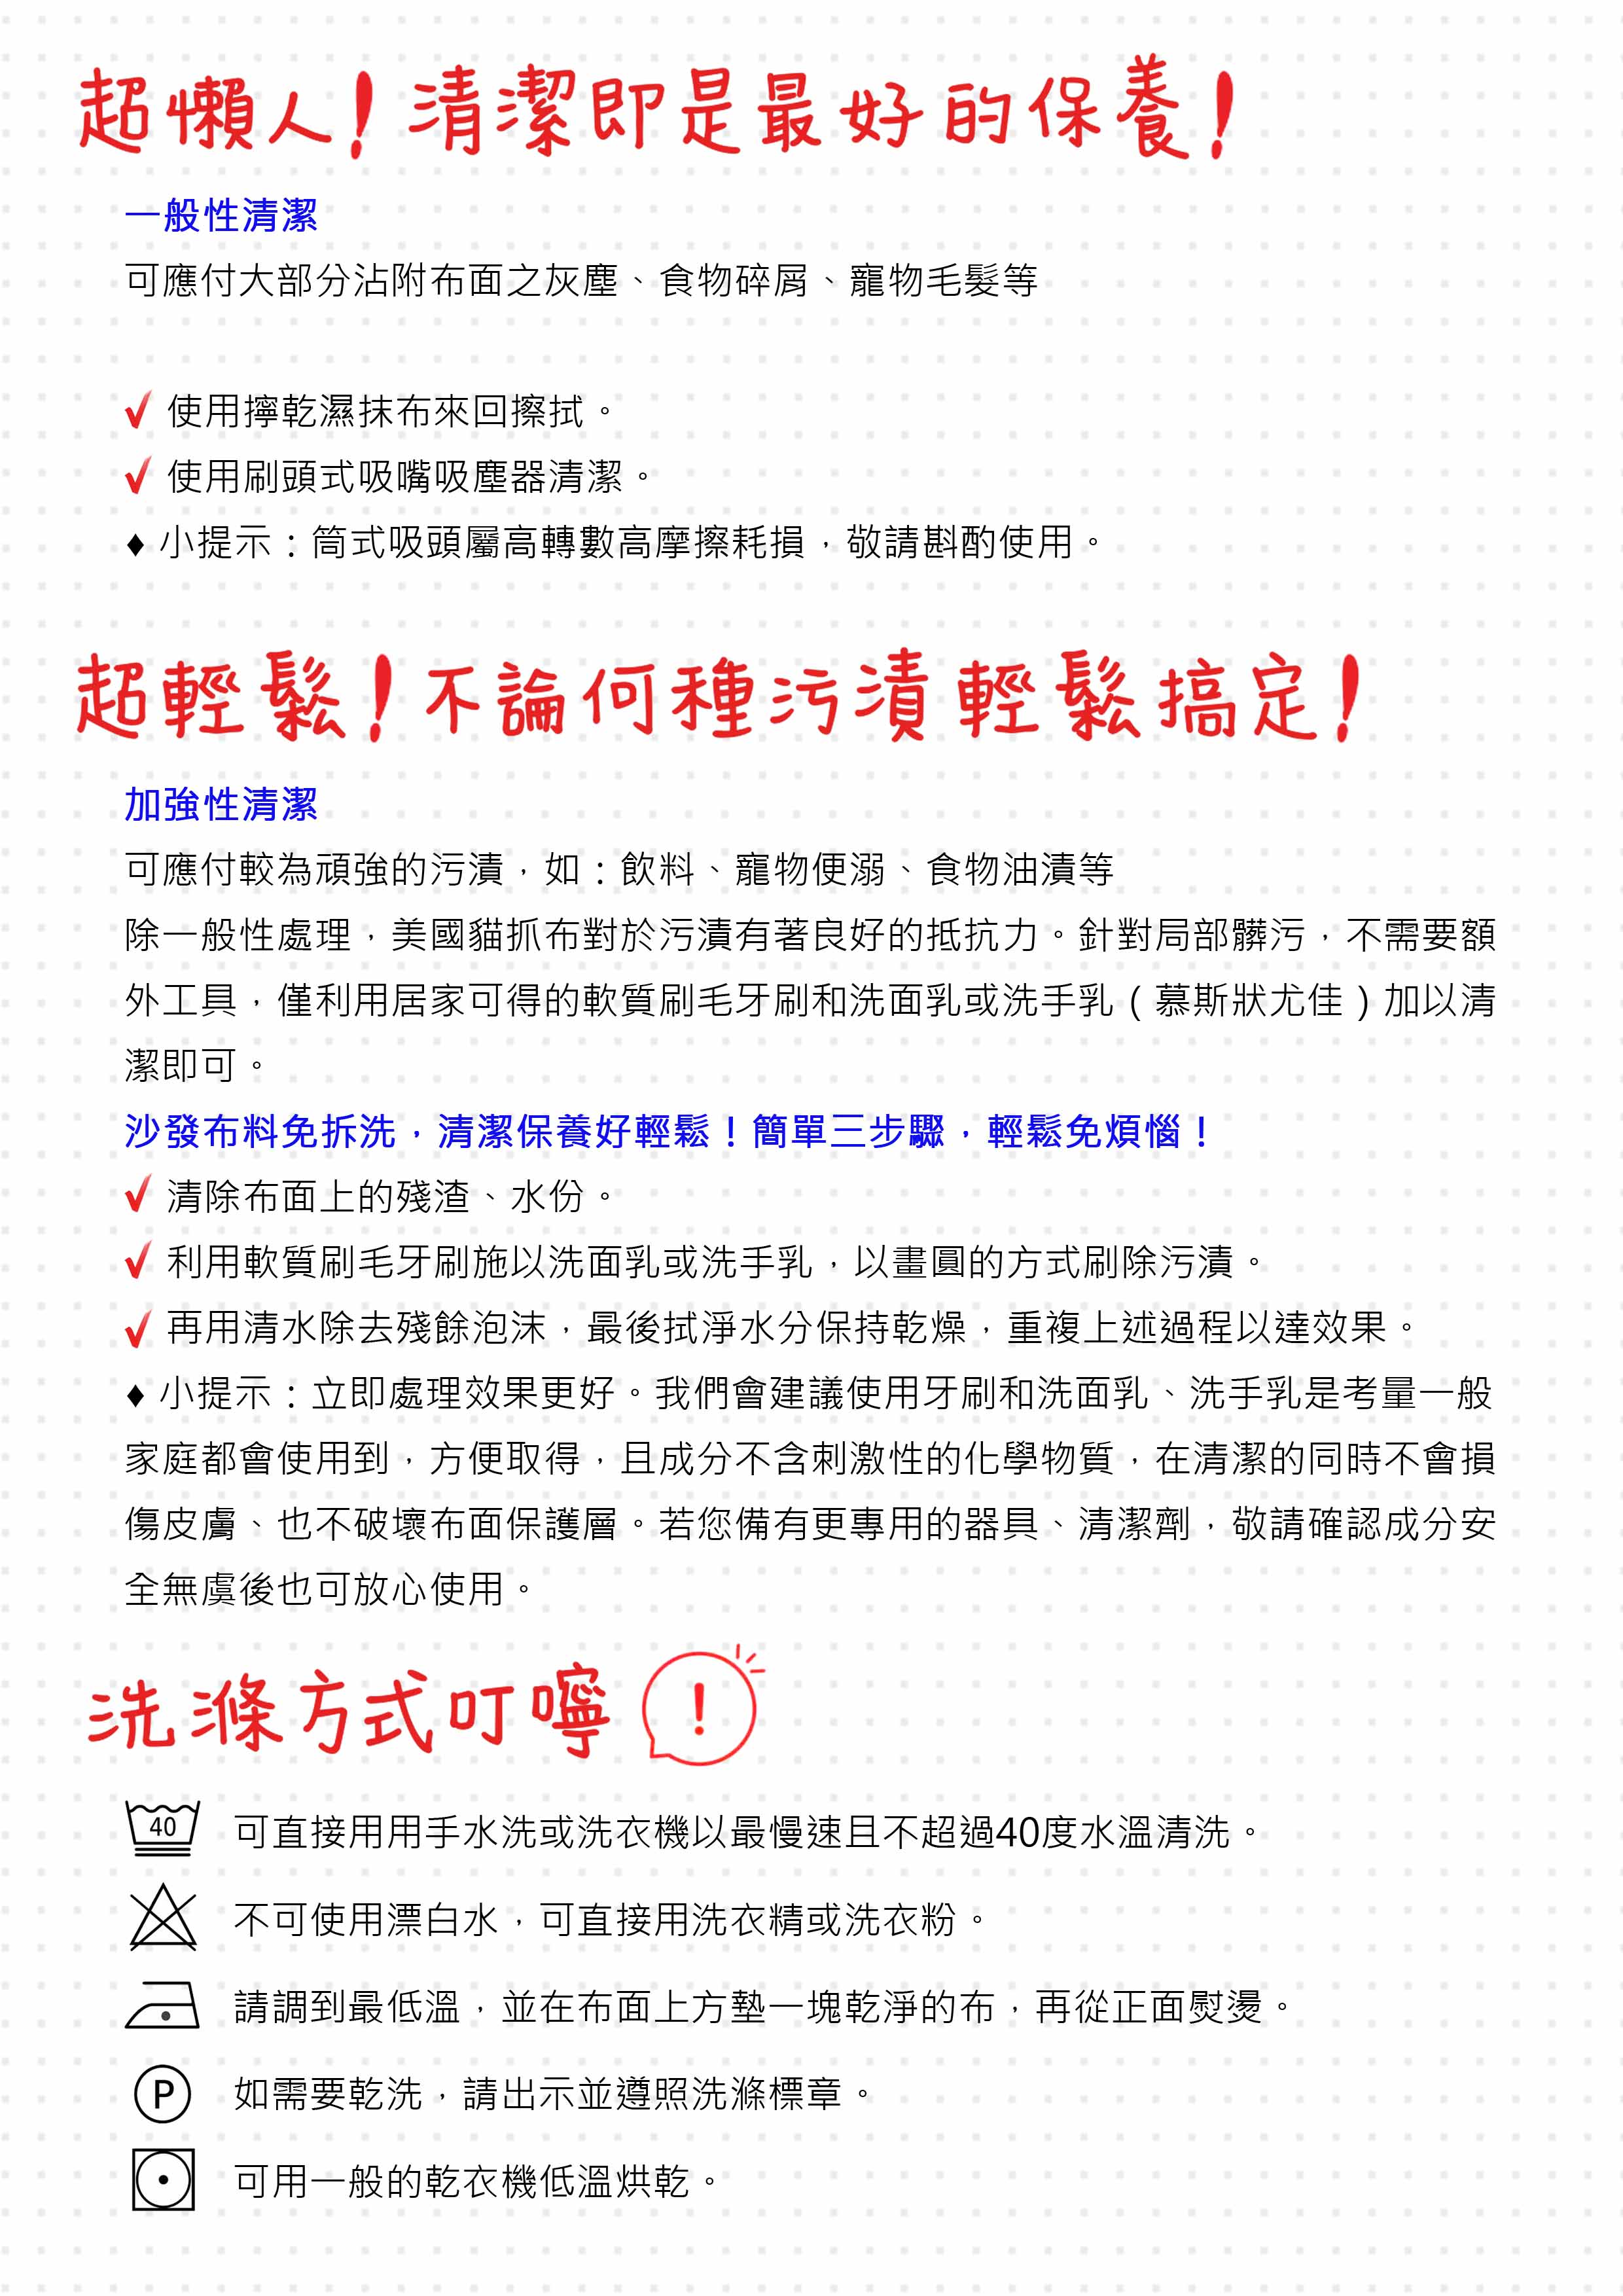 超懶人!清潔即是最好的保養!
一般性清潔
可應付大部分沾附布面之灰塵、食物碎屑、寵物毛髮等
✓ 使用擰乾濕抹布來回擦拭。
✓ 使用刷頭式吸嘴吸塵器清潔。
♦ 小提示：筒式吸頭屬高轉數高摩擦耗損，敬請斟酌使用。
超輕鬆!不論何種污漬輕鬆搞定!
加強性清潔
可應付較為頑強的污漬，如：飲料、寵物便溺、食物油漬等
除一般性處理，美國貓抓布對於污漬有著良好的抵抗力。針對局部髒污，不需要額
外工具，僅利用居家可得的軟質刷毛牙刷和洗面乳或洗手乳（慕斯狀尤佳）加以清
潔即可。
沙發布料免拆洗，清潔保養好輕鬆！簡單三步驟，輕鬆免煩惱！
✓ 清除布面上的殘渣、水份。
✓ 利用軟質刷毛牙刷施以洗面乳或洗手乳，以畫圓的方式刷除污漬。
✓ 再用清水除去殘餘泡沫，最後拭淨水分保持乾燥，重複上述過程以達效果。
♦ 小提示：立即處理效果更好。我們會建議使用牙刷和洗面乳、洗手乳是考量一般
家庭都會使用到，方便取得，且成分不含刺激性的化學物質，在清潔的同時不會損
傷皮膚、也不破壞布面保護層。若您備有更專用的器具、清潔劑，敬請確認成分安
全無虞後也可放心使用。
洗滌方式叮嚀 !
40 可直接用用手水洗或洗衣機以最慢速且不超過40度水溫清洗。
不可使用漂白水，可直接用洗衣精或洗衣粉。
請調到最低溫，並在布面上方墊一塊乾淨的布，再從正面熨燙。
P 如需要乾洗，請出示並遵照洗滌標章。
可用一般的乾衣機低溫烘乾。